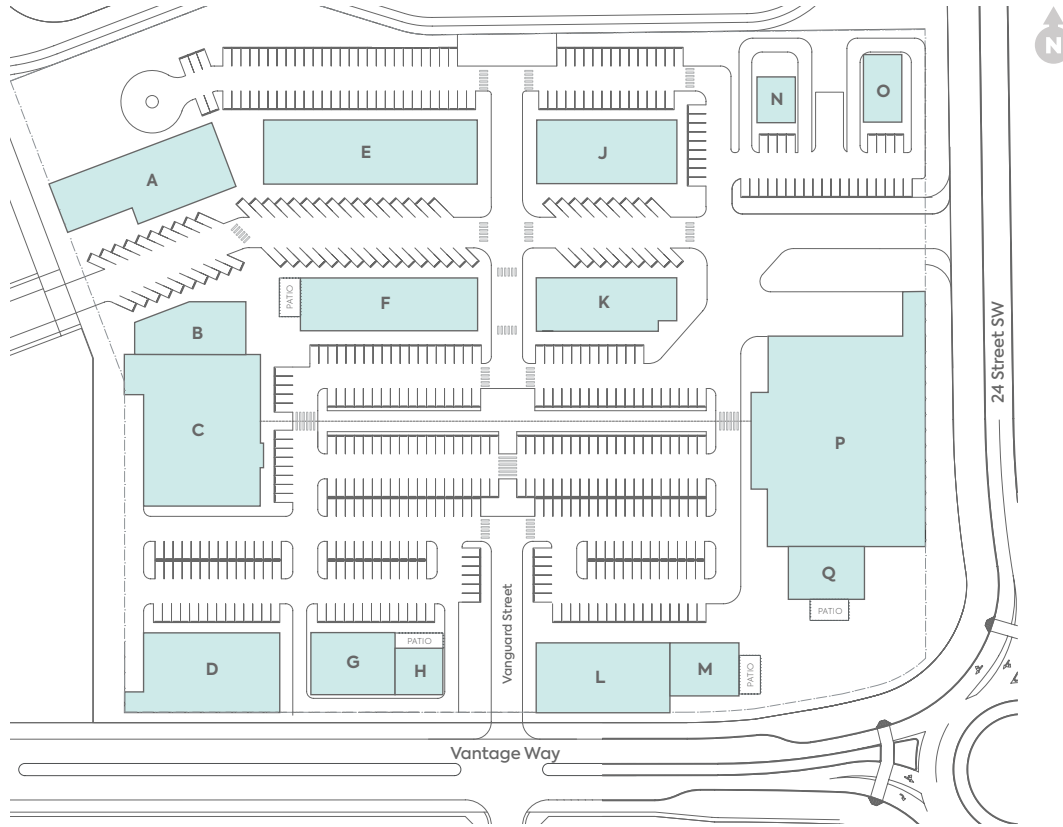 N
N
O
E
J
A
PATIO
F
K
B
24 Street SW
C
P
Q
PATIO
Vanguard Street
PATIO
D
G
H
L
M
PATIO
Vantage Way